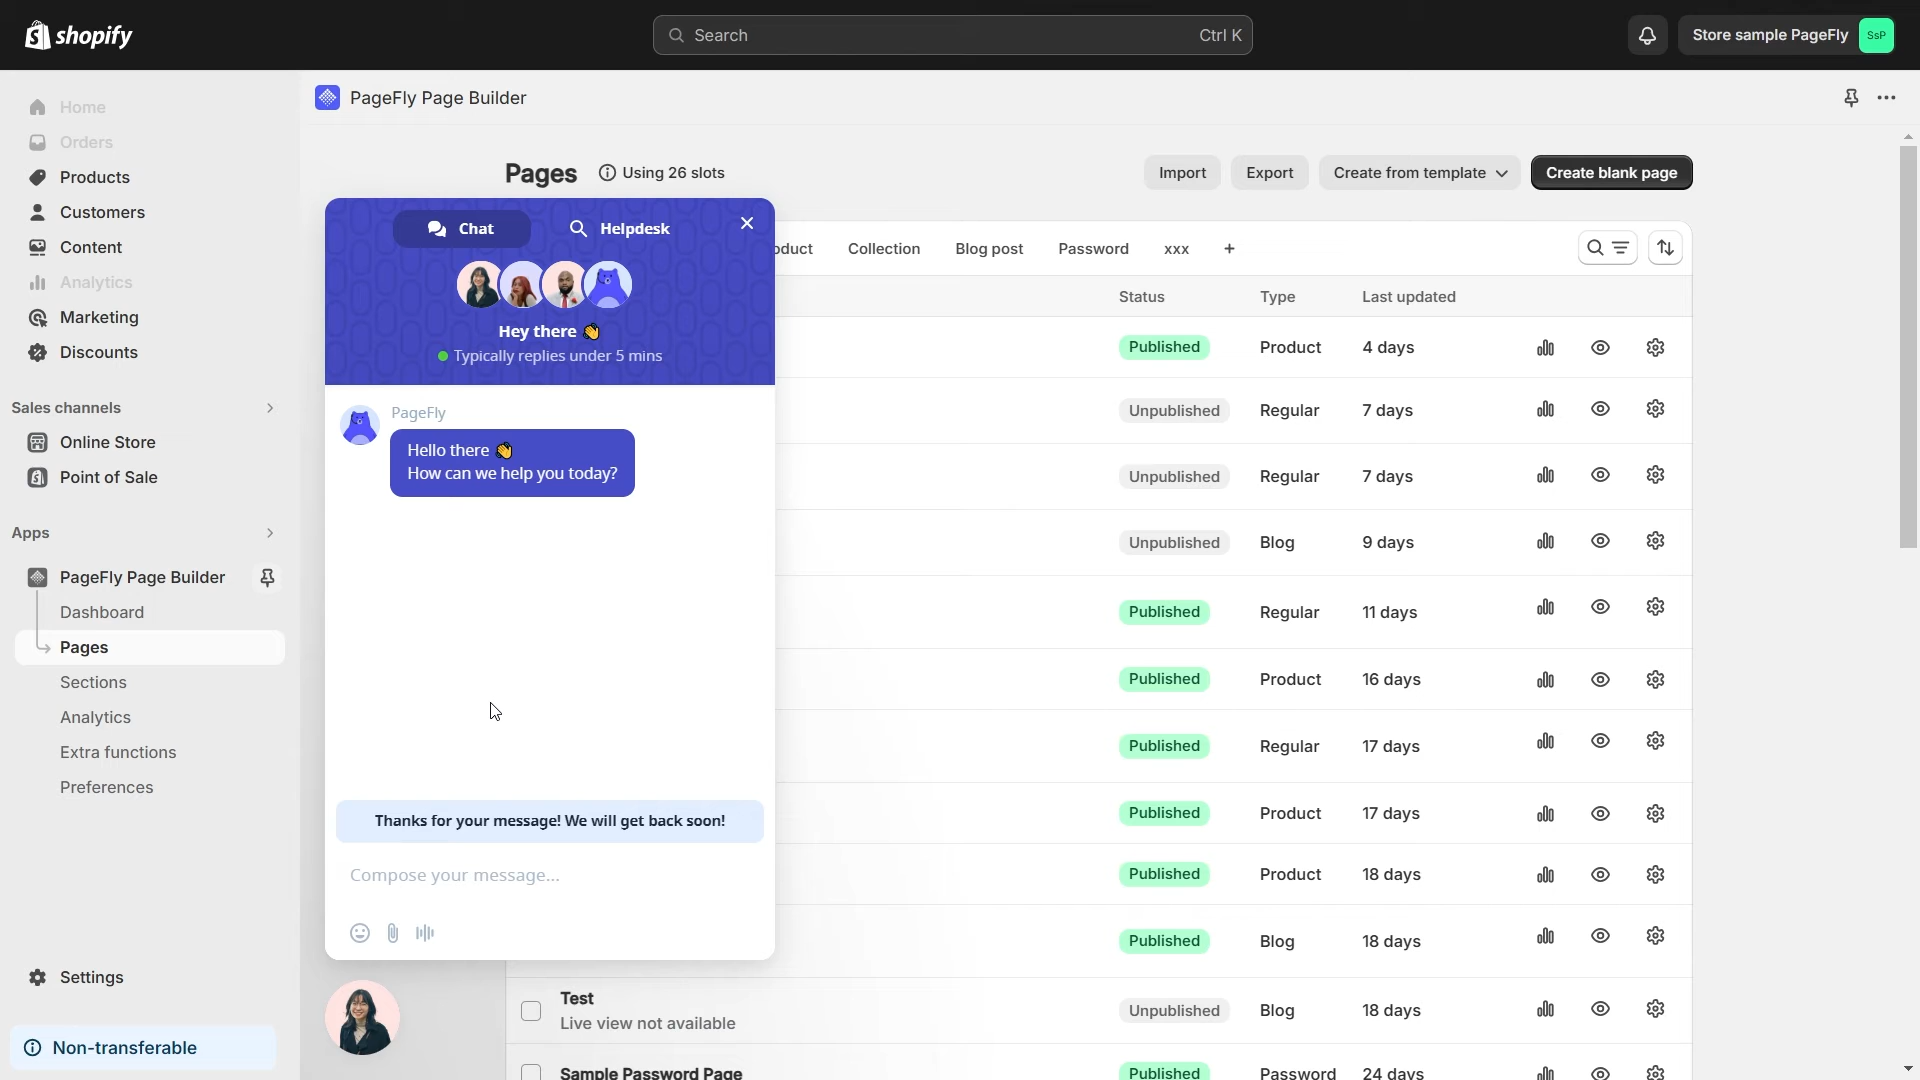 shopify
Search
Ctrl K
Store sample PageFly
SsP
Home
Orders
Products
Customers
Content
Analytics
Marketing
Discounts
Sales channels
Online Store
Point of Sale
Apps
PageFly Page Builder
Dashboard
Pages
Sections
Analytics
Extra functions
Preferences
Settings
Non-transferable
PageFly Page Builder
Pages
Using 26 slots
Import
Export
Create from template
Create blank page
Chat
Helpdesk
Hey there 👋
Typically replies under 5 mins
PageFly
Hello there 👋
How can we help you today?
Thanks for your message! We will get back soon!
Compose your message...
oduct
Collection
Blog post
Password
xxx
+
Status Type Last updated
Published Product 4 days
Unpublished Regular 7 days
Unpublished Regular 7 days
Unpublished Blog 9 days
Published Regular 11 days
Published Product 16 days
Published Regular 17 days
Published Product 17 days
Published Product 18 days
Published Blog 18 days
Test
Live view not available
Unpublished Blog 18 days
Sample Password Page
Published Password 24 days